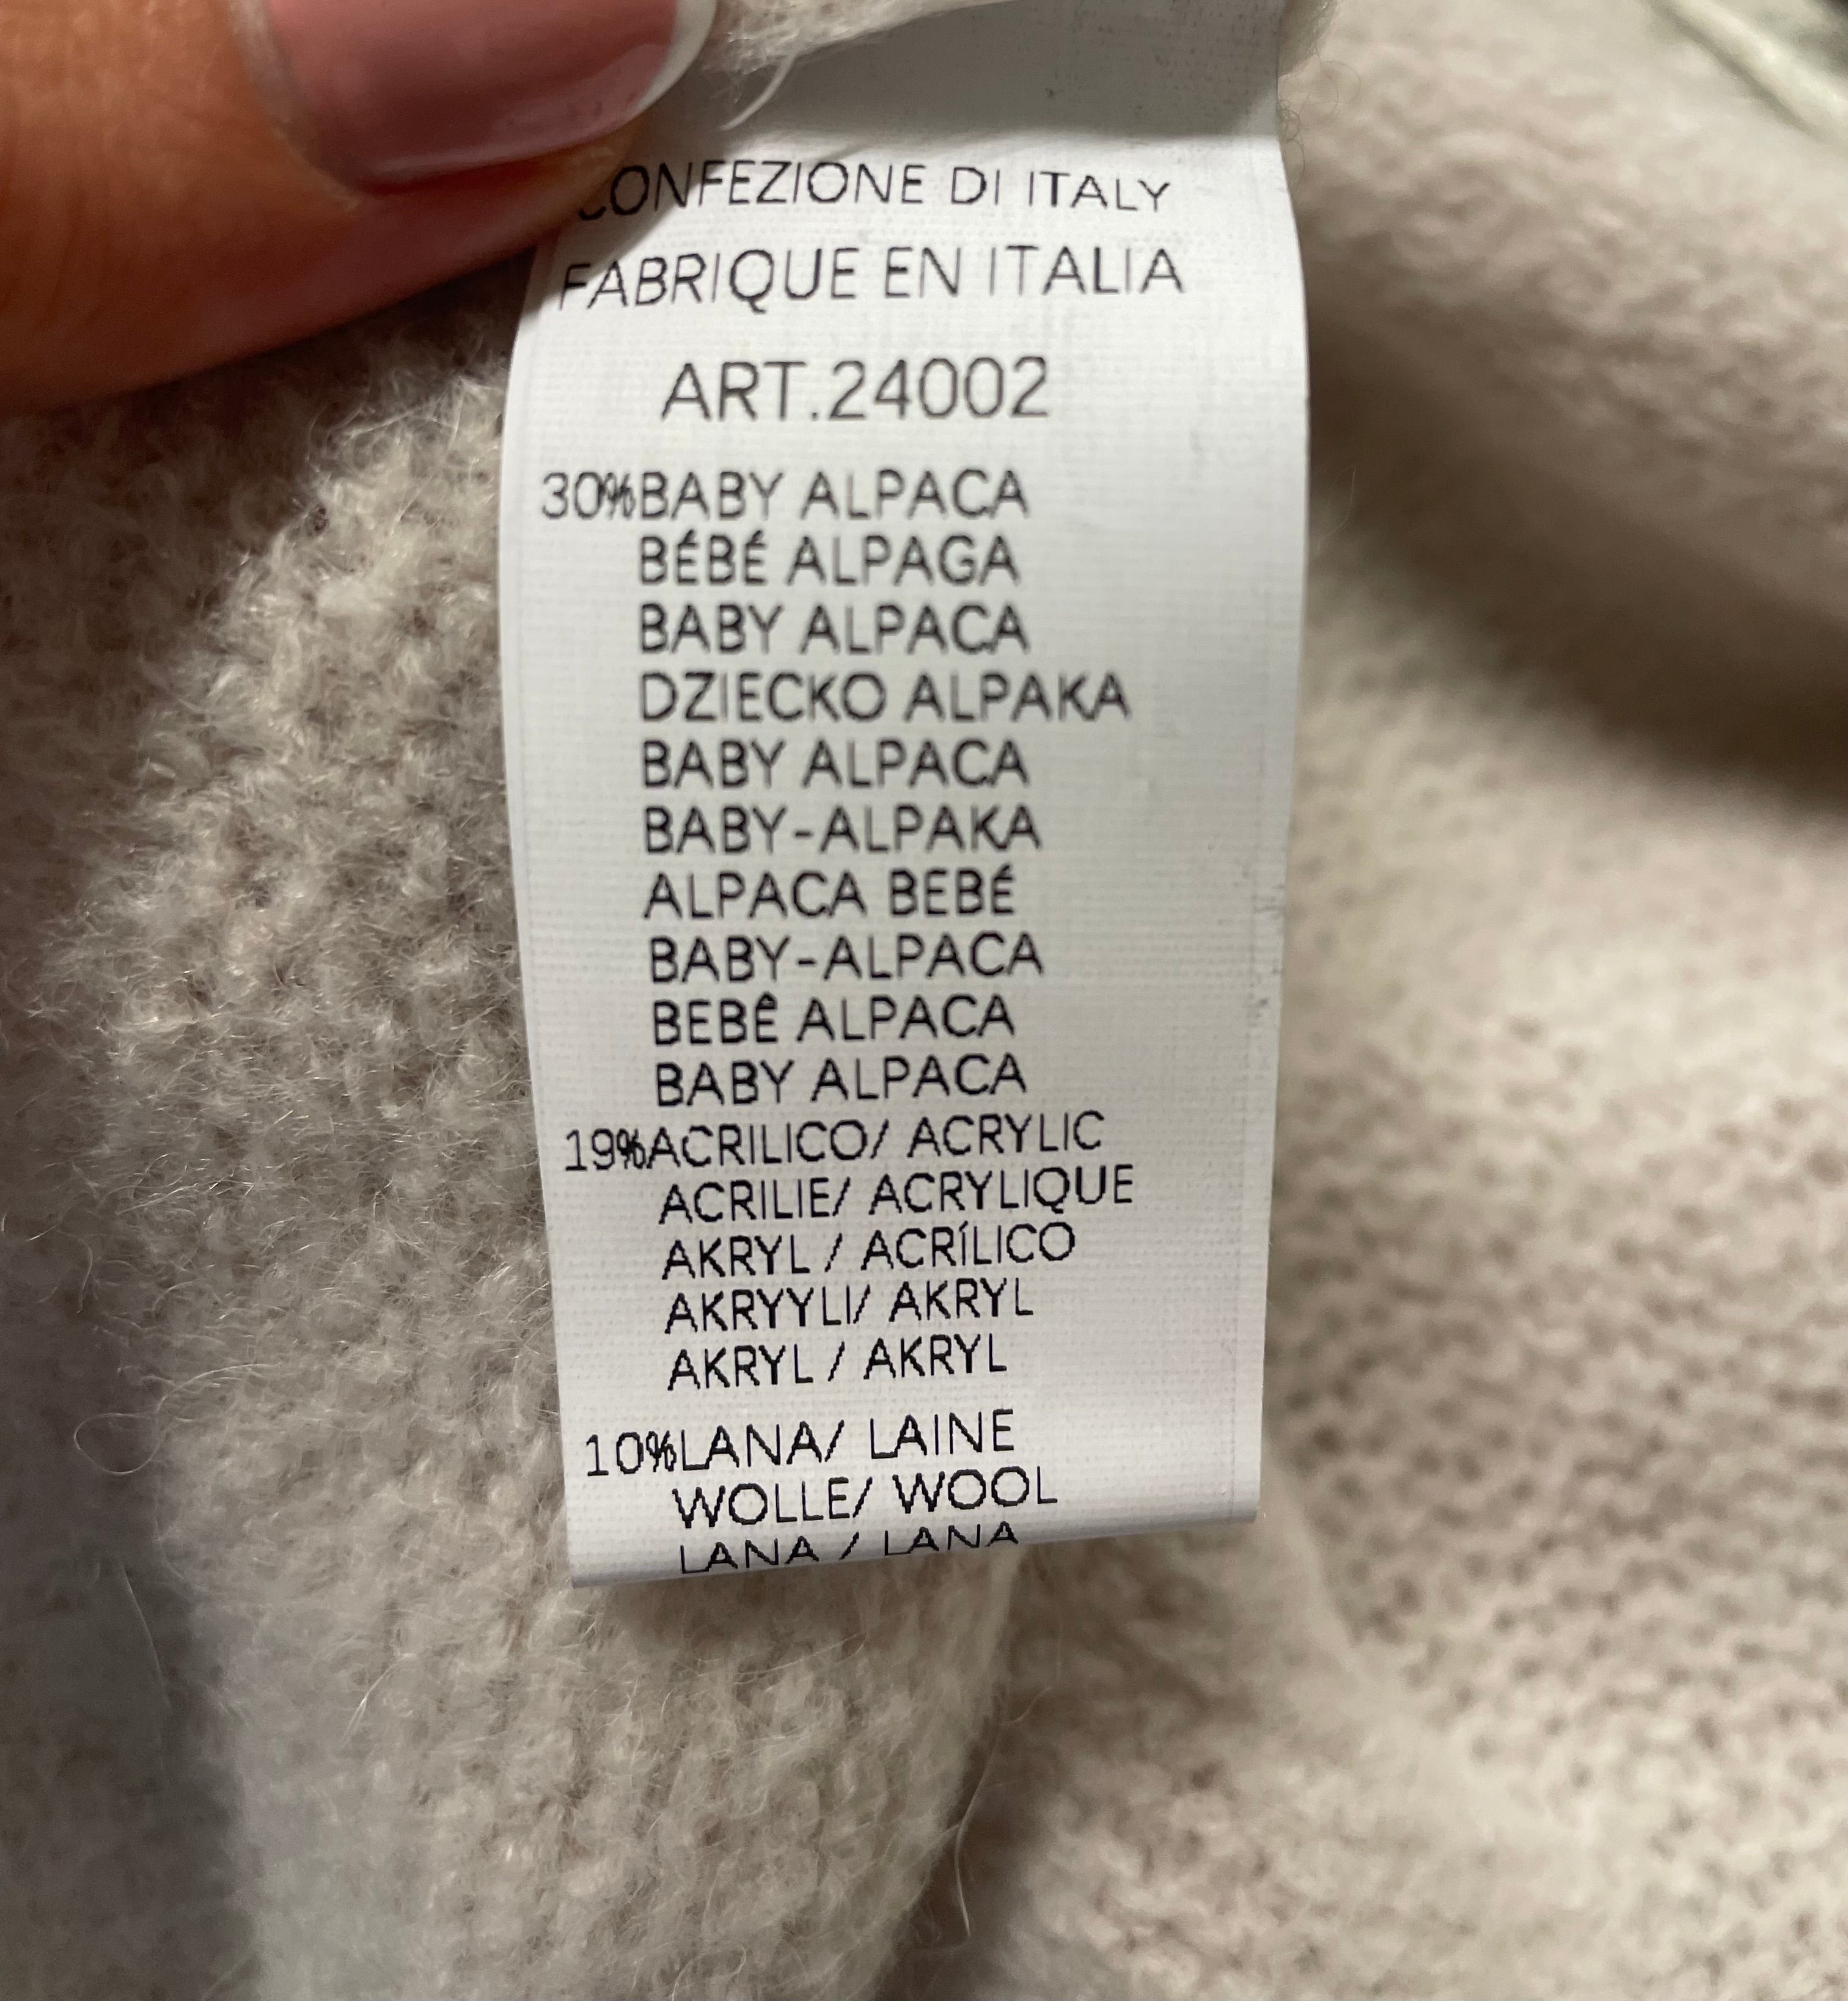 CONFEZIONE DI ITALY
FABRIQUE EN ITALIA
ART.24002
30%BABY ALPACA
BÉBÉ ALPAGA
BABY ALPACA
DZIECKO ALPAKA
BABY ALPACA
BABY-ALPAKA
ALPACA BEBÉ
BABY-ALPACA
BEBÊ ALPACA
BABY ALPACA
19%ACRILICO/ ACRYLIC
ACRILIE/ ACRYLIQUE
AKRYL / ACRÍLICO
AKRYYLI/ AKRYL
AKRYL / AKRYL
10%LANA/ LAINE
WOLLE/ WOOL
LANA / LANA